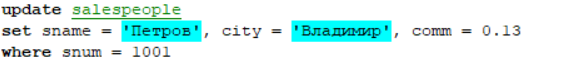 update salespeople
set sname = 'Петров', city = 'Владимир', comm = 0.13
where snum = 1001